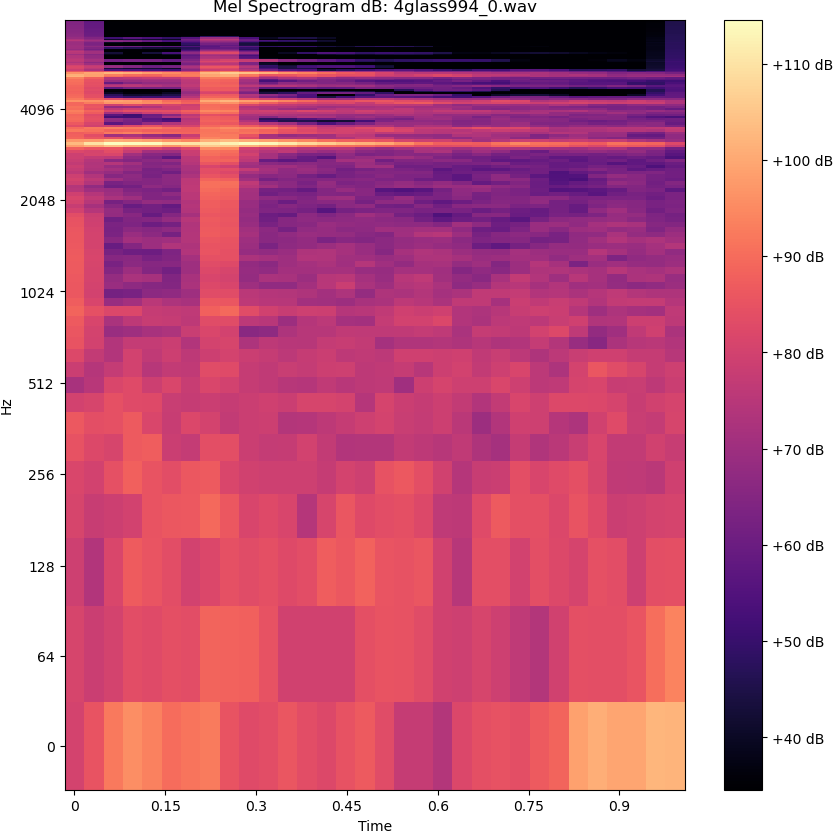 Mel Spectrogram dB: 4glass994_0.wav
+110 dB
4096
+100 dB
2048
+90 dB
1024
+80 dB
512
Hz
+70 dB
256
+60 dB
128
+50 dB
64
+40 dB
0
0 0.15 0.3 0.45 0.6 0.75 0.9
Time